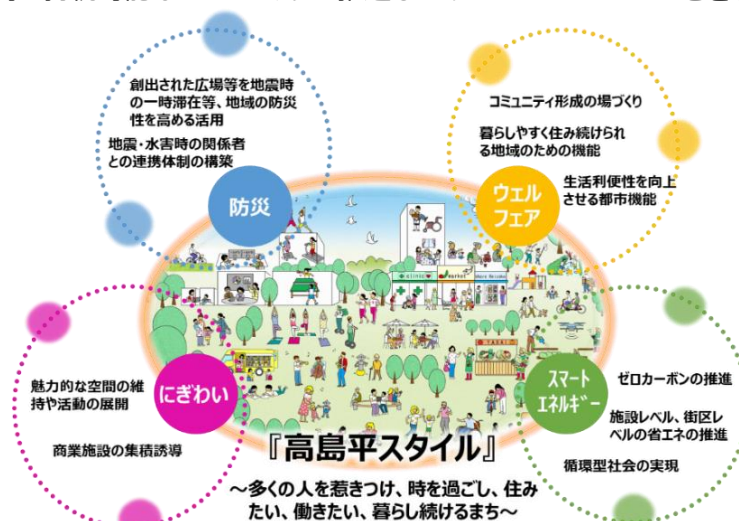 創出された広場等を地震時
の一時滞在等、地域の防災
性を高める活用
地震・水害時の関係者
との連携体制の構築
防災
コミュニティ形成の場づくり
暮らしやすく住み続けられ
る地域のための機能
生活利便性を向上
させる都市機能
ウェル
フェア
にぎわい
魅力的な空間の維
持や活動の展開
商業施設の集積誘導
スマート
エネルギー
ゼロカーボンの推進
施設レベル、街区レ
ベルの省エネの推進
循環型社会の実現
『高島平スタイル』
～多くの人を惹きつけ、時を過ごし、住み
たい、働きたい、暮らし続けるまち～